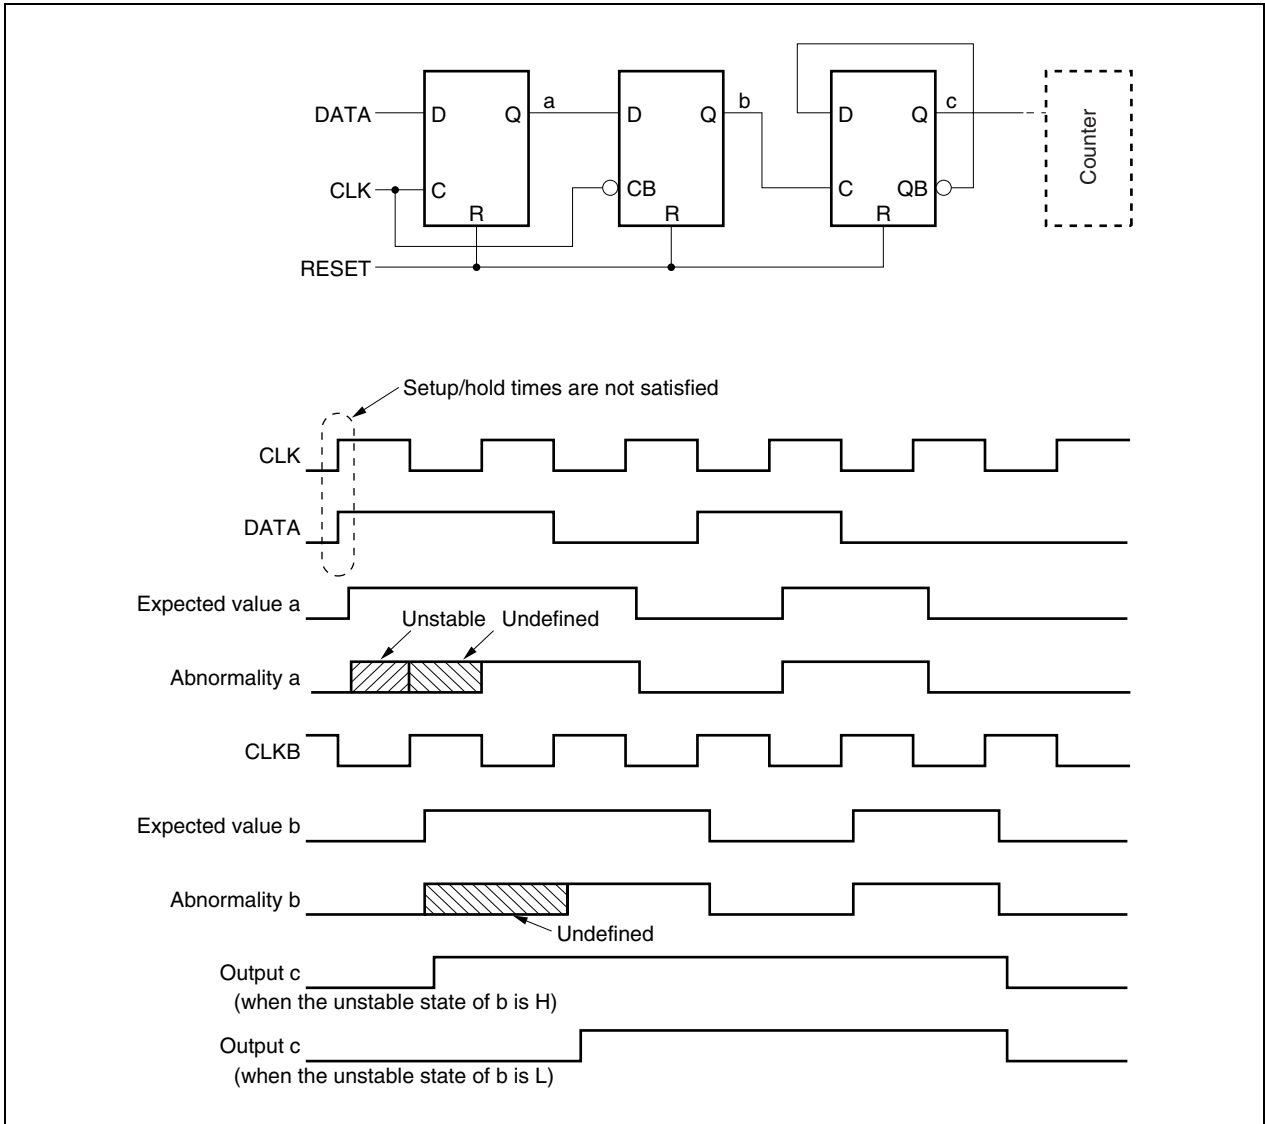 DATA D Q a D Q b D Q c
CLK C CB C QB
R R R
RESET
Counter
Setup/hold times are not satisfied
CLK
DATA
Expected value a
Unstable Undefined
Abnormality a
CLKB
Expected value b
Abnormality b
Undefined
Output c
(when the unstable state of b is H)
Output c
(when the unstable state of b is L)